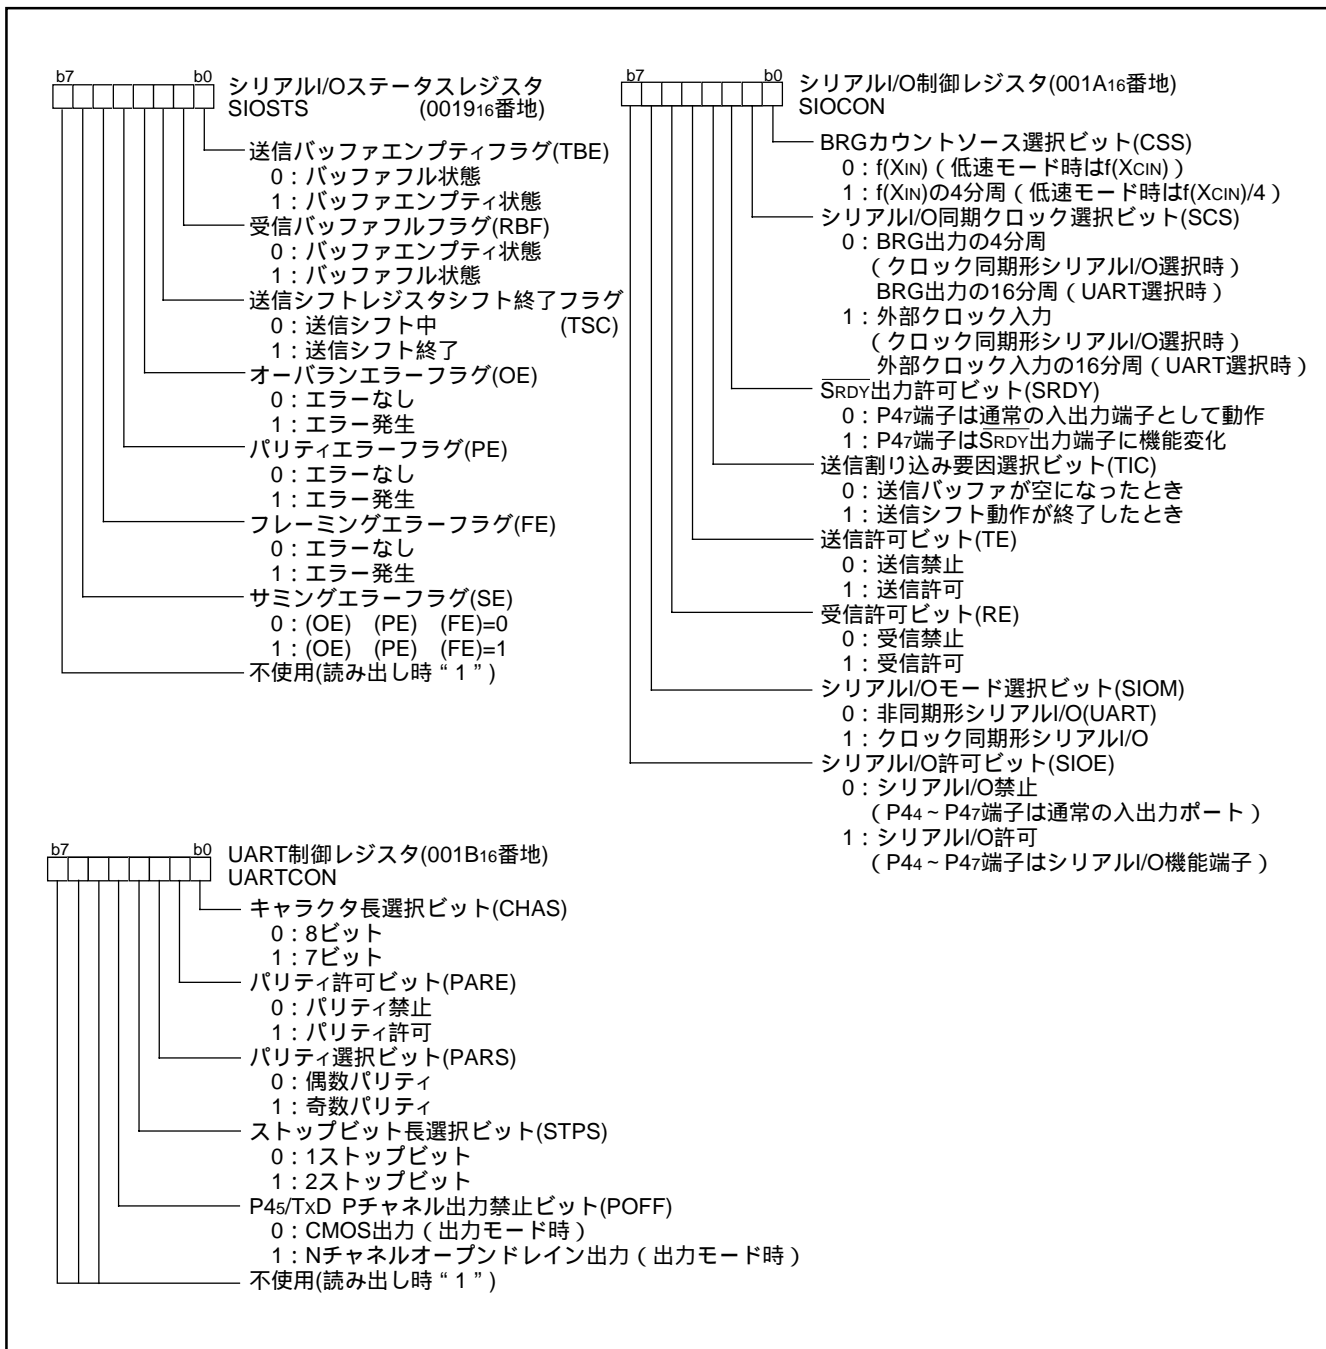 b7 b0 シリアルI/Oステータスレジスタ
SIOSTS (001916番地)
送信バッファエンプティフラグ(TBE)
0：バッファフル状態
1：バッファエンプティ状態
受信バッファフルフラグ(RBF)
0：バッファエンプティ状態
1：バッファフル状態
送信シフトレジスタシフト終了フラグ
0：送信シフト中 (TSC)
1：送信シフト終了
オーバランエラーフラグ(OE)
0：エラーなし
1：エラー発生
パリティエラーフラグ(PE)
0：エラーなし
1：エラー発生
フレーミングエラーフラグ(FE)
0：エラーなし
1：エラー発生
サミングエラーフラグ(SE)
0：(OE) (PE) (FE)=0
1：(OE) (PE) (FE)=1
不使用(読み出し時“1”)
b7 b0 シリアルI/O制御レジスタ(001A16番地)
SIOCON
BRGカウントソース選択ビット(CSS)
0：f(XIN)（低速モード時はf(XCIN)）
1：f(XIN)の4分周（低速モード時はf(XCIN)/4）
シリアルI/O同期クロック選択ビット(SCS)
0：BRG出力の4分周
（クロック同期形シリアルI/O選択時）
BRG出力の16分周（UART選択時）
1：外部クロック入力
（クロック同期形シリアルI/O選択時）
外部クロック入力の16分周（UART選択時）
SRDY出力許可ビット(SRDY)
0：P47端子は通常の入出力端子として動作
1：P47端子はSRDY出力端子に機能変化
送信割り込み要因選択ビット(TIC)
0：送信バッファが空になったとき
1：送信シフト動作が終了したとき
送信許可ビット(TE)
0：送信禁止
1：送信許可
受信許可ビット(RE)
0：受信禁止
1：受信許可
シリアルI/Oモード選択ビット(SIOM)
0：非同期形シリアルI/O(UART)
1：クロック同期形シリアルI/O
シリアルI/O許可ビット(SIOE)
0：シリアルI/O禁止
（P44～P47端子は通常の入出力ポート）
1：シリアルI/O許可
（P44～P47端子はシリアルI/O機能端子）
b7 b0 UART制御レジスタ(001B16番地)
UARTCON
キャラクタ長選択ビット(CHAS)
0：8ビット
1：7ビット
パリティ許可ビット(PARE)
0：パリティ禁止
1：パリティ許可
パリティ選択ビット(PARS)
0：偶数パリティ
1：奇数パリティ
ストップビット長選択ビット(STPS)
0：1ストップビット
1：2ストップビット
P45/TXD Pチャネル出力禁止ビット(POFF)
0：CMOS出力（出力モード時）
1：Nチャネルオープンドレイン出力（出力モード時）
不使用(読み出し時“1”)